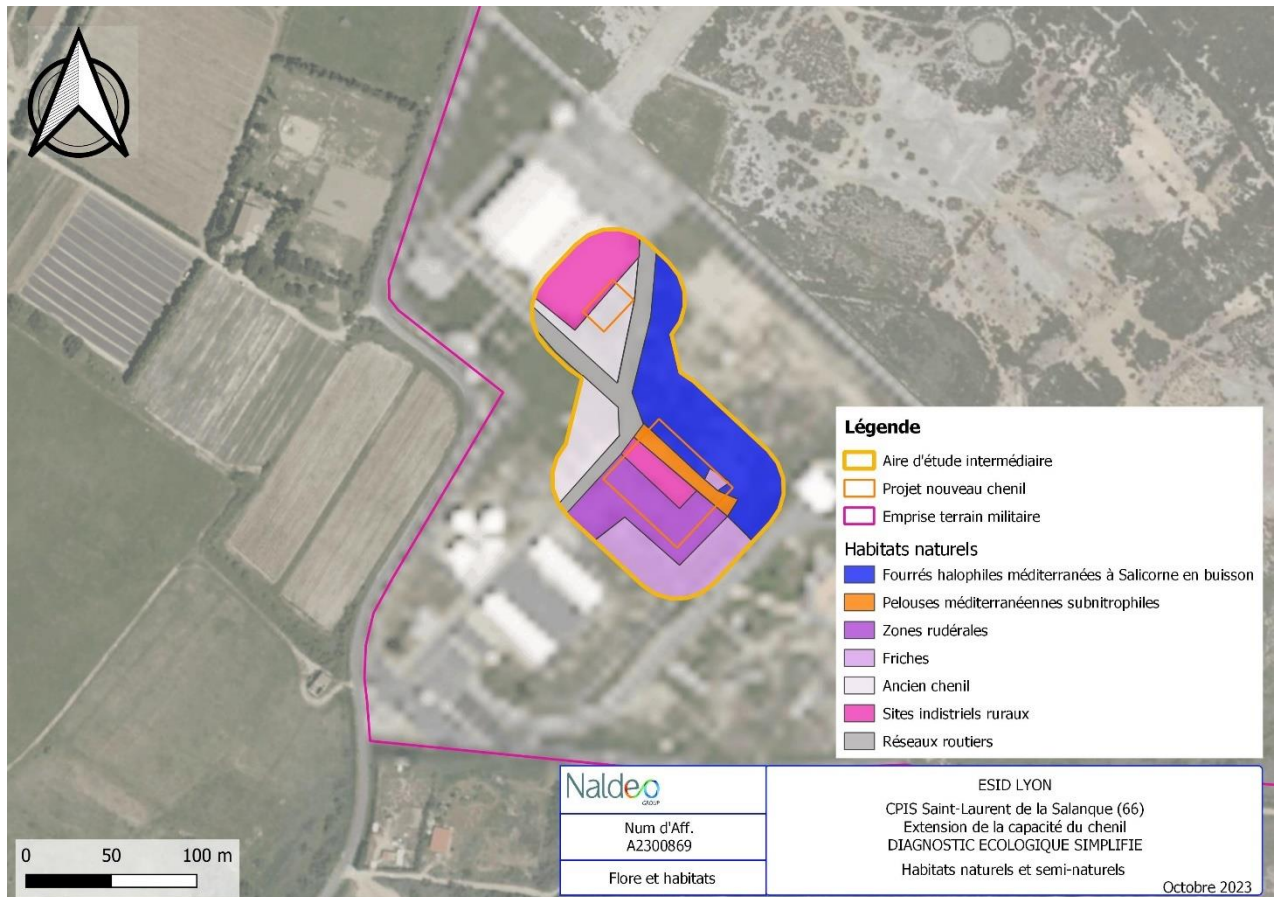 Légende
Aire d'étude intermédiaire
Projet nouveau chenil
Emprise terrain militaire
Habitats naturels
Fourrés halophiles méditerranées à Salicorne en buisson
Pelouses méditerranéennes subnitrophiles
Zones rudérales
Friches
Ancien chenil
Sites indistriels ruraux
Réseaux routiers
0 50 100 m
Naldeo
GROUP
Num d'Aff.
A2300869
Flore et habitats
ESID LYON
CPIS Saint-Laurent de la Salanque (66)
Extension de la capacité du chenil
DIAGNOSTIC ECOLOGIQUE SIMPLIFIE
Habitats naturels et semi-naturels
Octobre 2023